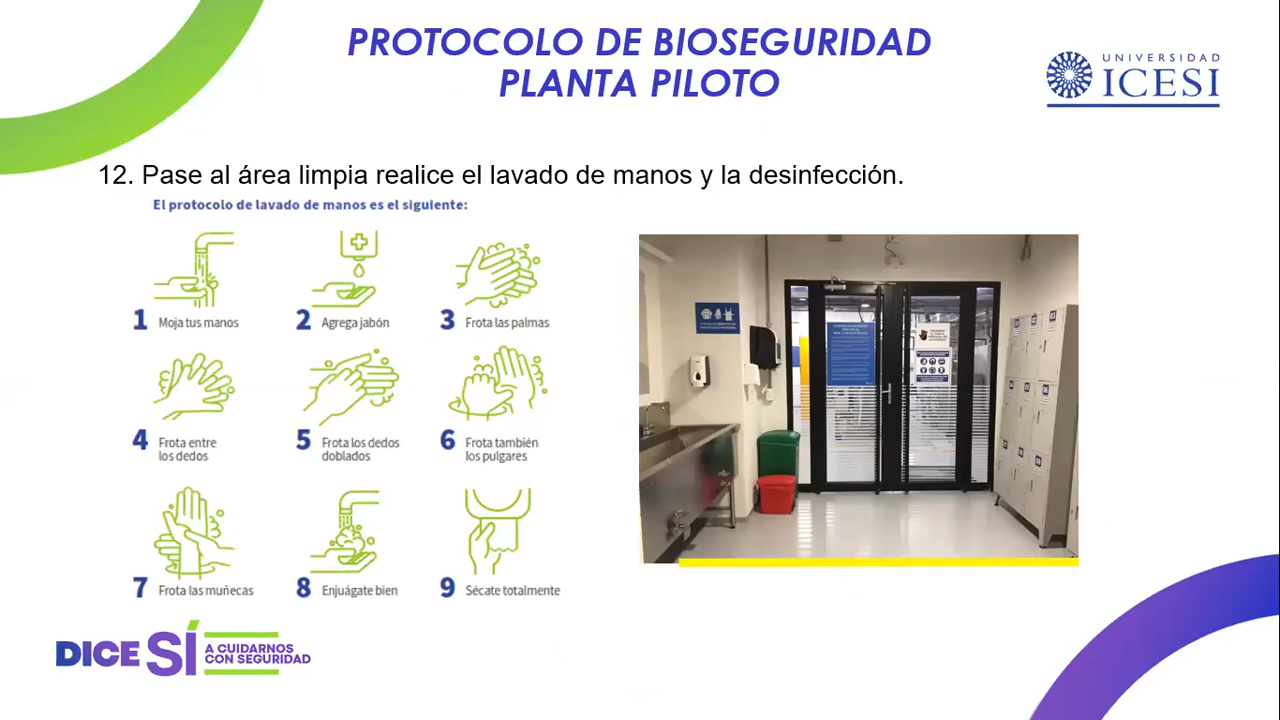 PROTOCOLO DE BIOSEGURIDAD
PLANTA PILOTO
UNIVERSIDAD
ICESI
12. Pase al área limpia realice el lavado de manos y la desinfección.
El protocolo de lavado de manos es el siguiente:
1 Moja tus manos
2 Agrega jabón
3 Frota las palmas
4 Frota entre
los dedos
5 Frota los dedos
doblados
6 Frota también
los pulgares
7 Frota las muñecas
8 Enjuágate bien
9 Sécate totalmente
DICE SÍ
A CUIDARNOS
CON SEGURIDAD